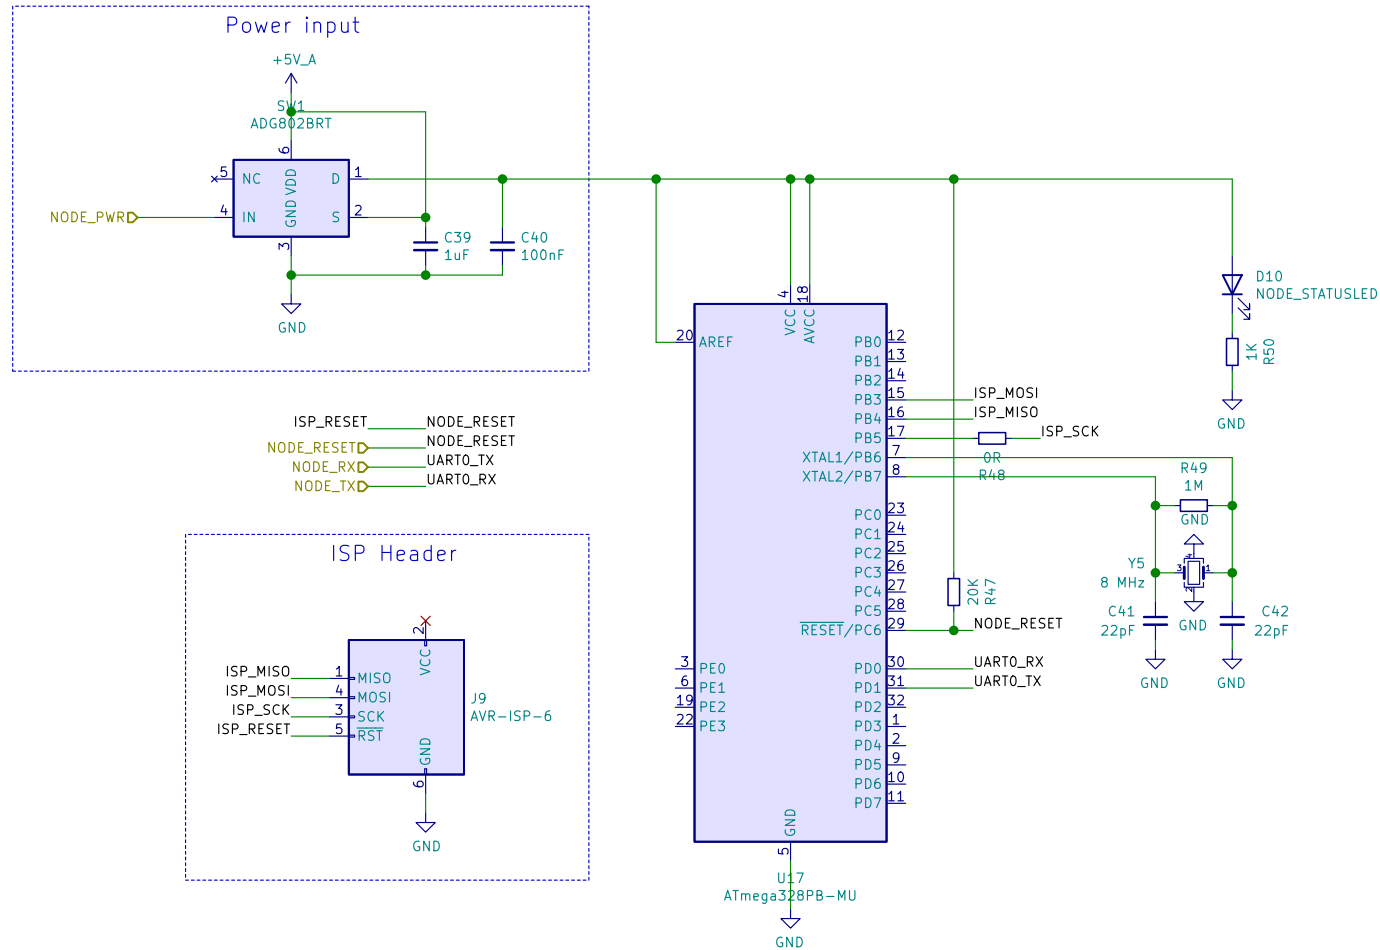 Power input
+5V_A
SW1
ADG802BRT
6
5
NC
VDD
D
1
NODE_PWR
4
IN
GND
S
2
3
C39
1uF
C40
100nF
GND
D10
NODE_STATUSLED
1K
R50
GND
4
18
VCC
AVCC
20
AREF
PB0
12
PB1
13
PB2
14
PB3
15
ISP_MOSI
PB4
16
ISP_MISO
PB5
17
ISP_SCK
0R
R48
XTAL1/PB6
7
XTAL2/PB7
8
PC0
23
PC1
24
PC2
25
PC3
26
PC4
27
PC5
28
RESET/PC6
29
NODE_RESET
20K
R47
3
PE0
6
PE1
19
PE2
22
PE3
PD0
30
UART0_RX
PD1
31
UART0_TX
PD2
32
PD3
1
PD4
2
PD5
9
PD6
10
PD7
11
GND
5
U17
ATmega328PB-MU
GND
R49
1M
GND
Y5
8 MHz
4
3
1
2
GND
C41
22pF
GND
C42
22pF
GND
ISP_RESET
NODE_RESET
NODE_RESET
NODE_RESET
NODE_RX
UART0_TX
NODE_TX
UART0_RX
ISP Header
2
VCC
ISP_MISO
1
MISO
ISP_MOSI
4
MOSI
ISP_SCK
3
SCK
ISP_RESET
5
RST
GND
6
J9
AVR-ISP-6
GND